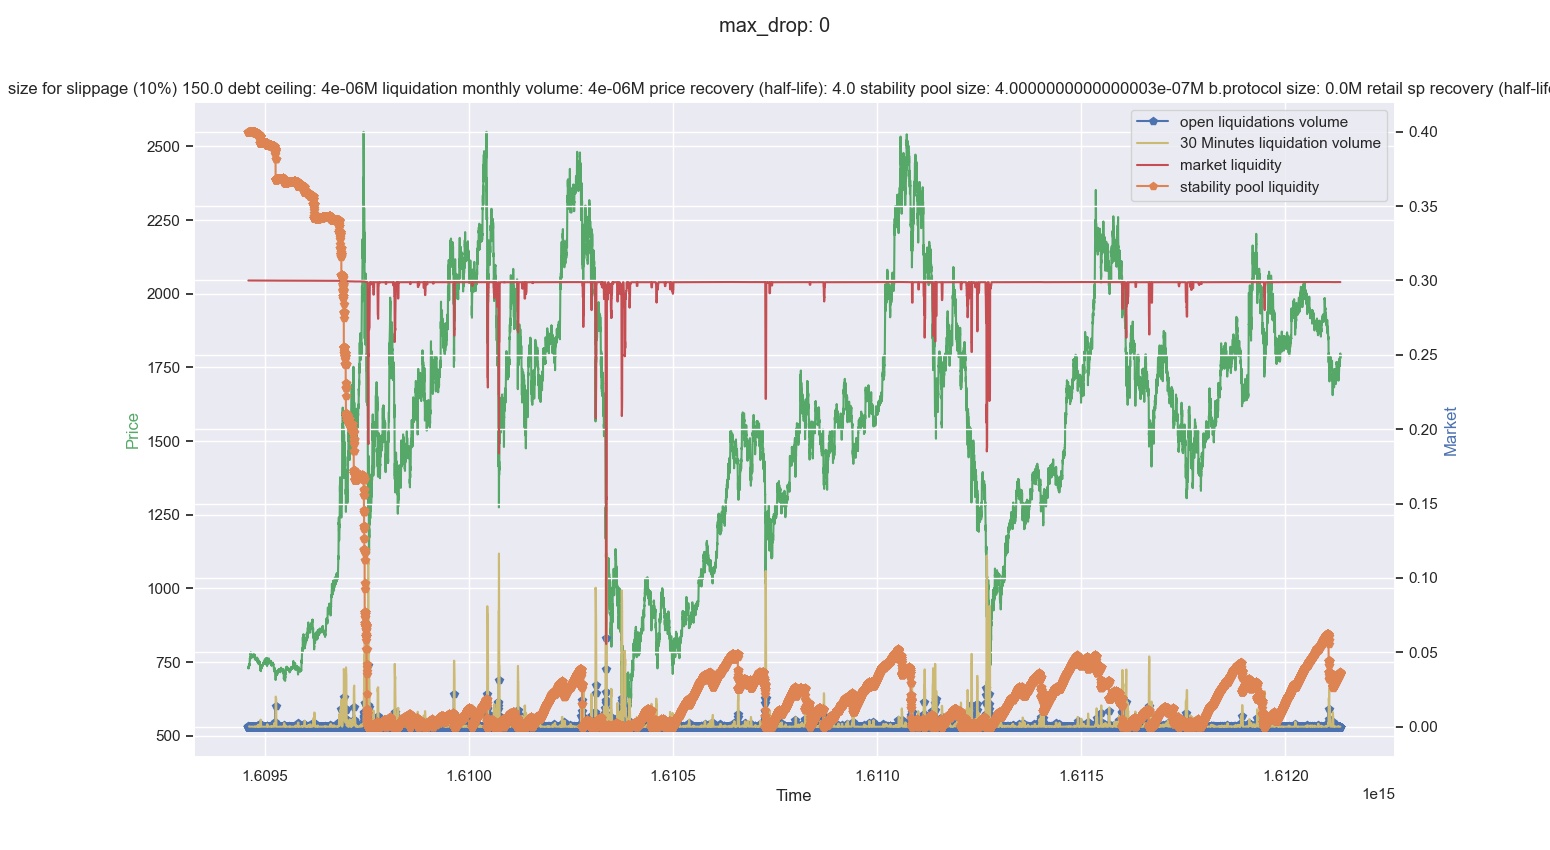 max_drop: 0
size for slippage (10%) 150.0 debt ceiling: 4e-06M liquidation monthly volume: 4e-06M price recovery (half-life): 4.0 stability pool size: 4.0000000000000003e-07M b.protocol size: 0.0M retail sp recovery (half-life
open liquidations volume
30 Minutes liquidation volume
market liquidity
stability pool liquidity
2500
2250
2000
1750
1500
1250
1000
750
500
Price
0.40
0.35
0.30
0.25
0.20
0.15
0.10
0.05
0.00
Market
1.6095 1.6100 1.6105 1.6110 1.6115 1.6120
Time
1e15